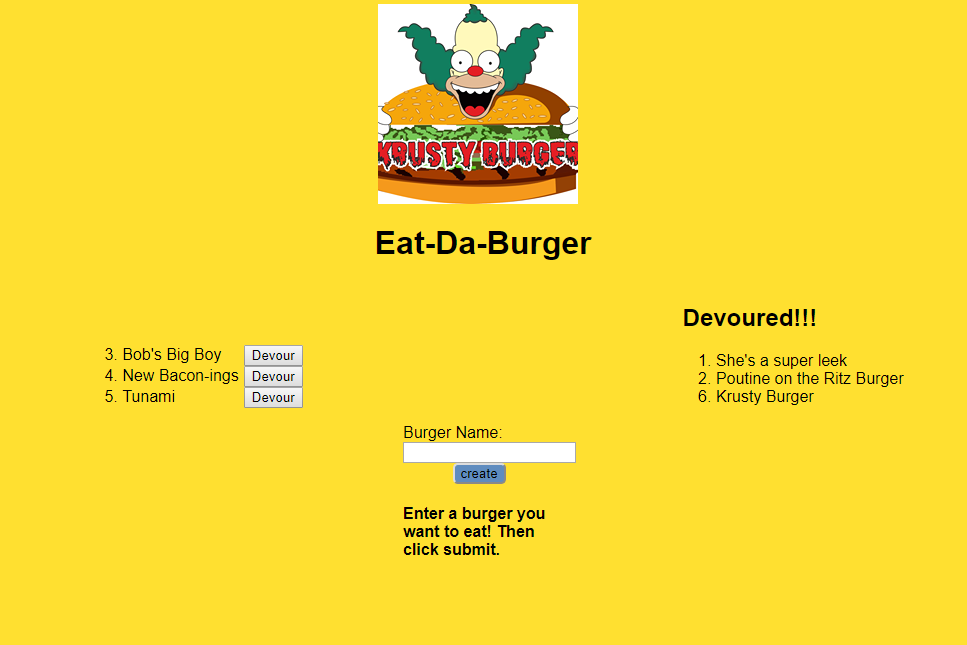 KRUSTY BURGER
Eat-Da-Burger
Devoured!!!
3. Bob's Big Boy Devour
4. New Bacon-ings Devour
5. Tunami Devour
1. She's a super leek
2. Poutine on the Ritz Burger
6. Krusty Burger
Burger Name:
create
Enter a burger you
want to eat! Then
click submit.